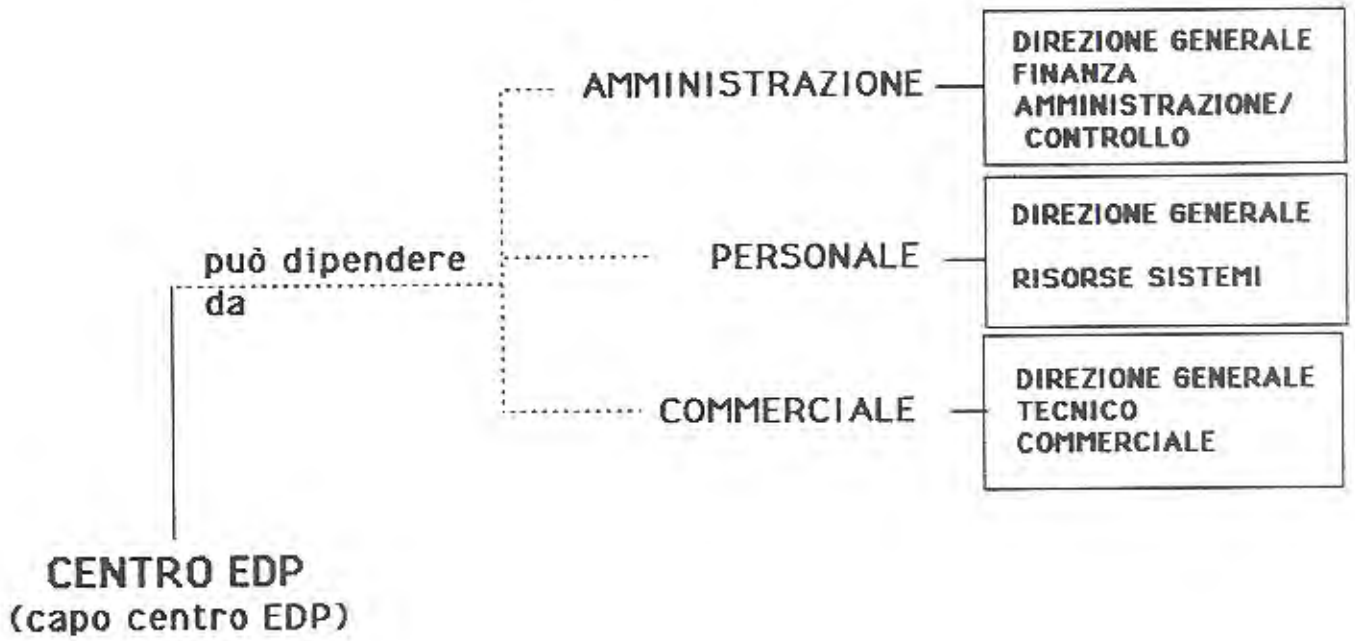 AMMINISTRAZIONE
DIREZIONE GENERALE
FINANZA
AMMINISTRAZIONE/
CONTROLLO
può dipendere
da
PERSONALE
DIREZIONE GENERALE
RISORSE SISTEMI
COMMERCIALE
DIREZIONE GENERALE
TECNICO
COMMERCIALE
CENTRO EDP
(capo centro EDP)